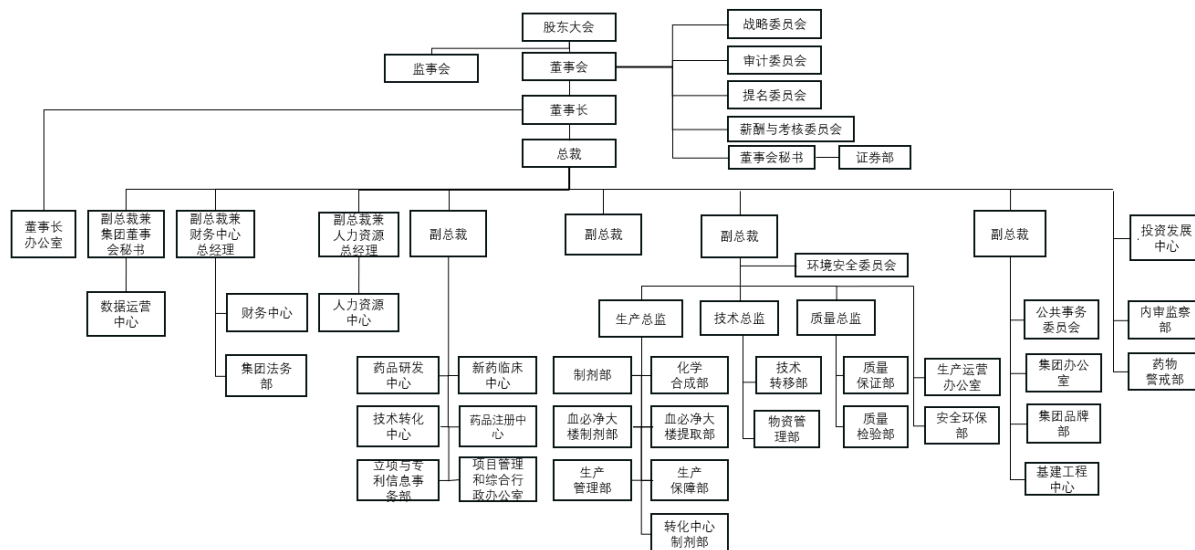 股东大会
监事会
董事会
董事长
总裁
战略委员会
审计委员会
提名委员会
薪酬与考核委员会
董事会秘书
证券部
董事长
办公室
副总裁兼
集团董事
会秘书
副总裁兼
财务中心
总经理
副总裁兼
人力资源
总经理
副总裁
副总裁
副总裁
副总裁
投资发展
中心
数据运营
中心
财务中心
集团法务
部
人力资源
中心
环境安全委员会
生产总监
技术总监
质量总监
公共事务
委员会
内审监察
部
药品研发
中心
新药临床
中心
制剂部
化学
合成部
技术
转移部
质量
保证部
生产运营
办公室
集团办公
室
药物
警戒部
技术转化
中心
药品注册中
心
血必净大
楼制剂部
血必净大
楼提取部
物资管
理部
质量
检验部
安全环保
部
集团品牌
部
立项与专
利信息事
务部
项目管理
和综合行
政办公室
生产
管理部
生产
保障部
基建工程
中心
转化中心
制剂部